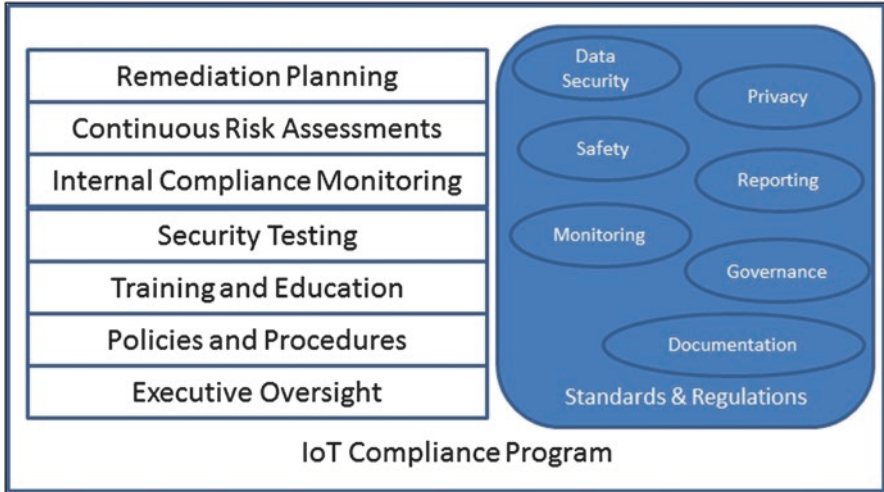 Remediation Planning
Continuous Risk Assessments
Internal Compliance Monitoring
Security Testing
Training and Education
Policies and Procedures
Executive Oversight
Data
Security
Privacy
Safety
Reporting
Monitoring
Governance
Documentation
Standards & Regulations
IoT Compliance Program